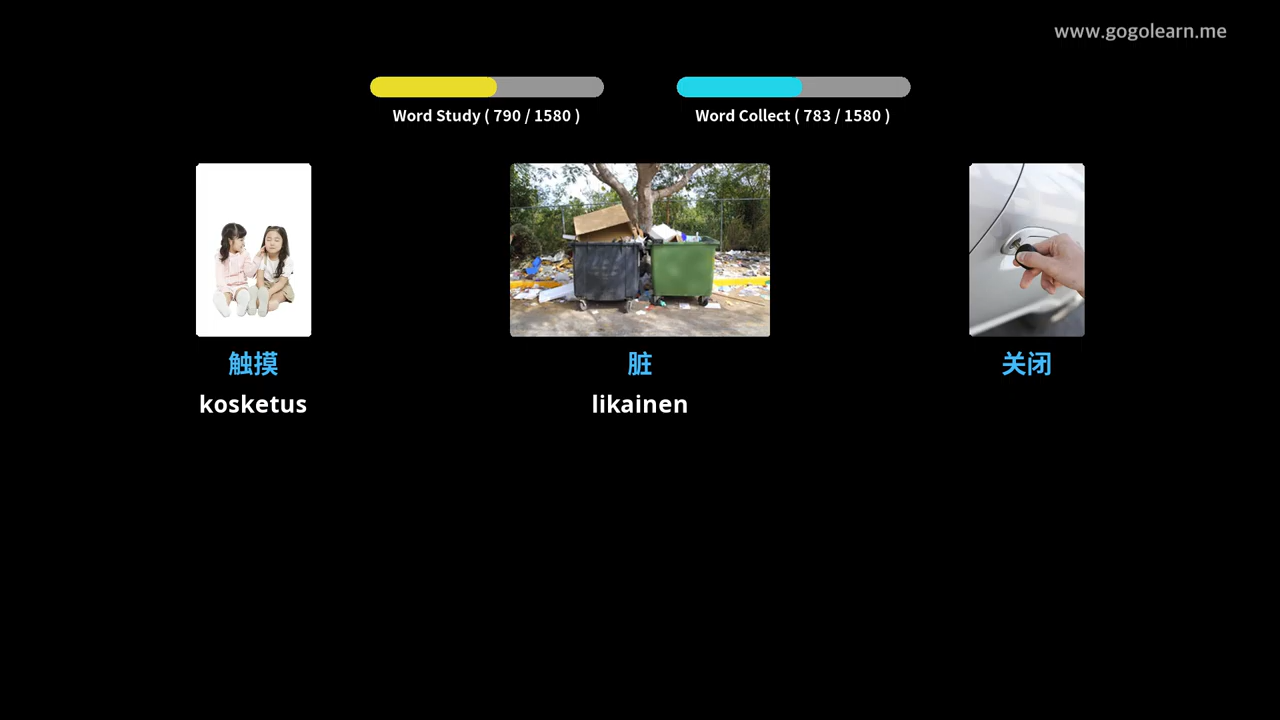 www.gogolearn.me
Word Study ( 790 / 1580 )
Word Collect ( 783 / 1580 )
触摸
脏
关闭
kosketus
likainen